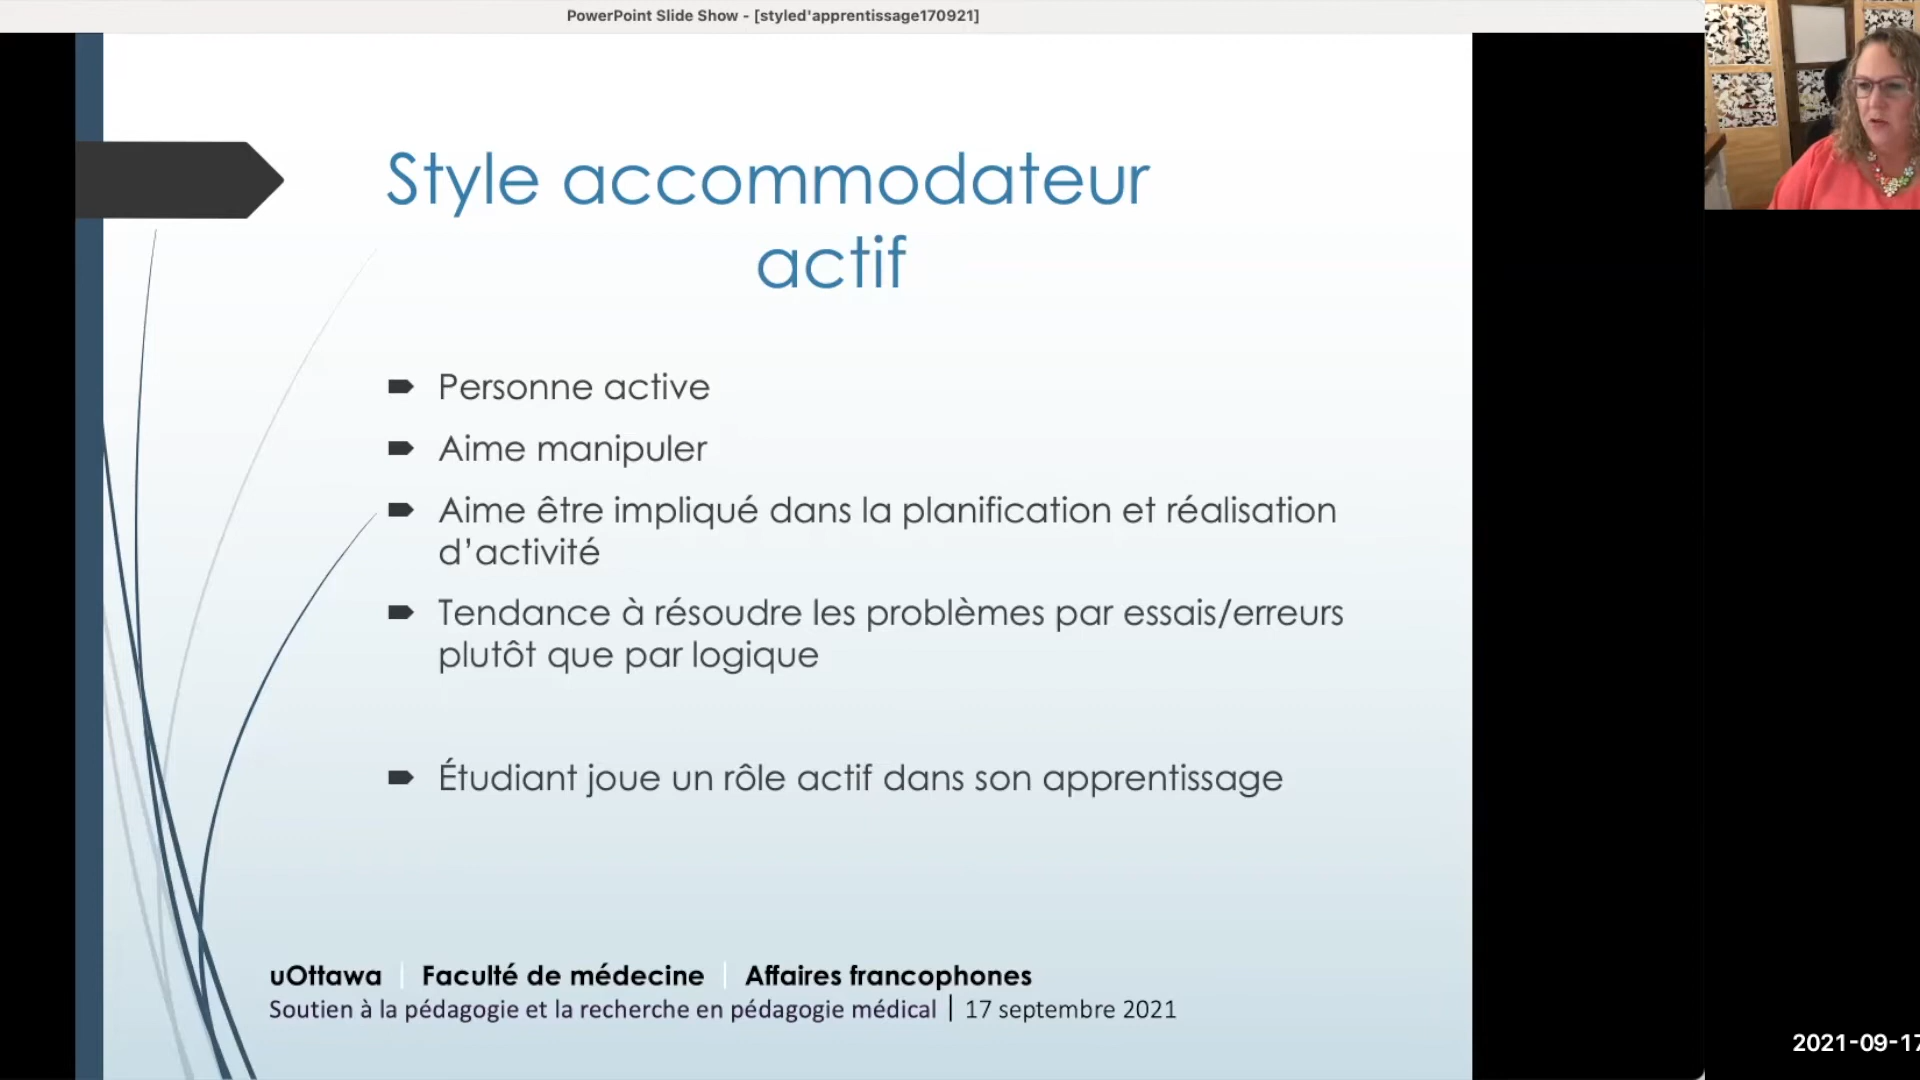 PowerPoint Slide Show - [styled'apprentissage170921]
Style accommodateur
actif
Personne active
Aime manipuler
Aime être impliqué dans la planification et réalisation
d’activité
Tendance à résoudre les problèmes par essais/erreurs
plutôt que par logique
Étudiant joue un rôle actif dans son apprentissage
uOttawa | Faculté de médecine | Affaires francophones
Soutien à la pédagogie et la recherche en pédagogie médical | 17 septembre 2021
2021-09-17